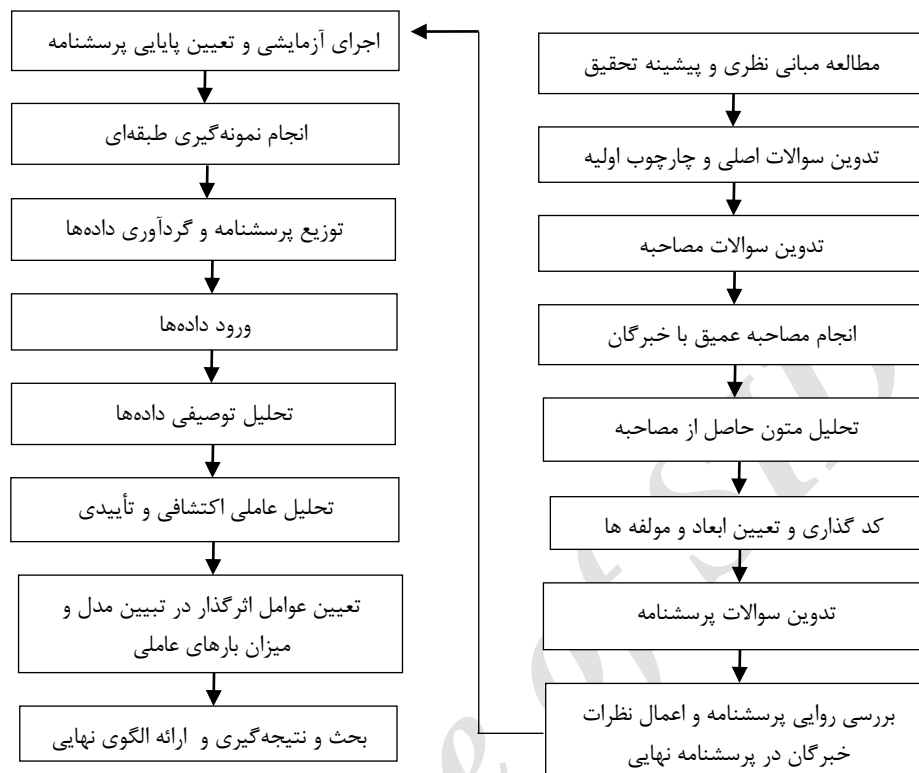 مطالعه مبانی نظری و پیشینه تحقیق
تدوین سوالات اصلی و چارچوب اولیه
تدوین سوالات مصاحبه
انجام مصاحبه عمیق با خبرگان
تحلیل متون حاصل از مصاحبه
کد گذاری و تعیین ابعاد و مولفه ها
تدوین سوالات پرسشنامه
بررسی روایی پرسشنامه و اعمال نظرات
خبرگان در پرسشنامه نهایی
اجرای آزمایشی و تعیین پایایی پرسشنامه
انجام نمونه‌گیری طبقه‌ای
توزیع پرسشنامه و گردآوری داده‌ها
ورود داده‌ها
تحلیل توصیفی داده‌ها
تحلیل عاملی اکتشافی و تأییدی
تعیین عوامل اثرگذار در تبیین مدل و
میزان بارهای عاملی
بحث و نتیجه‌گیری و ارائه الگوی نهایی